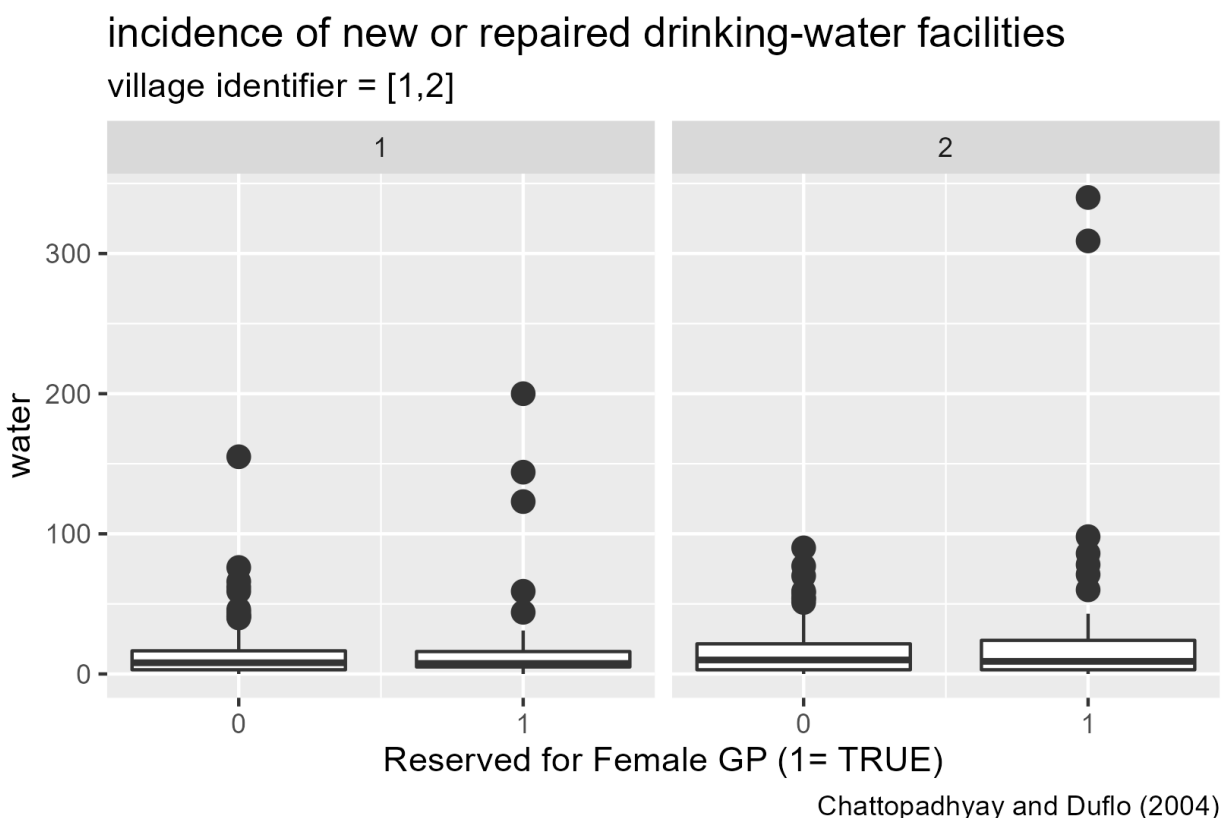 incidence of new or repaired drinking-water facilities
village identifier = [1,2]
1
2
300
200
100
0
water
0
1
0
1
Reserved for Female GP (1= TRUE)
Chattopadhyay and Duflo (2004)